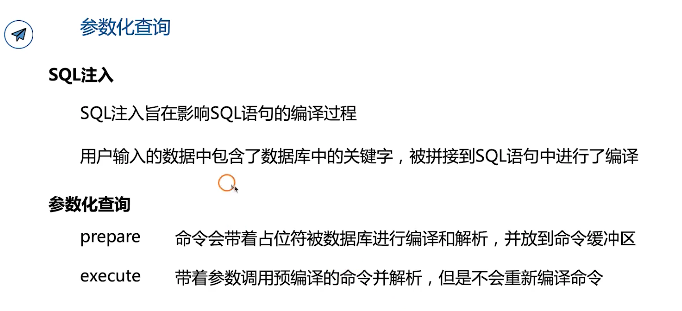 参数化查询
SQL注入
SQL注入旨在影响SQL语句的编译过程
用户输入的数据中包含了数据库中的关键字，被拼接到SQL语句中进行了编译
参数化查询
prepare 命令会带着占位符被数据库进行编译和解析，并放到命令缓冲区
execute 带着参数调用预编译的命令并解析，但是不会重新编译命令